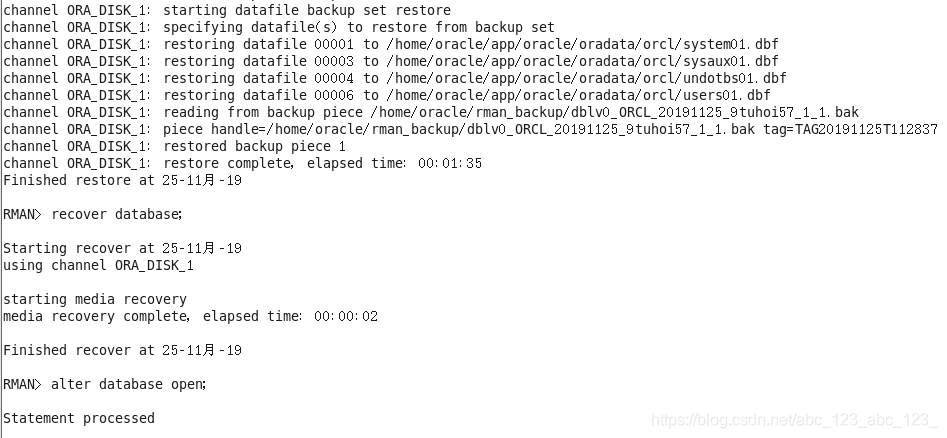 channel ORA_DISK_1: starting datafile backup set restore
channel ORA_DISK_1: specifying datafile(s) to restore from backup set
channel ORA_DISK_1: restoring datafile 00001 to /home/oracle/app/oracle/oradata/orcl/system01.dbf
channel ORA_DISK_1: restoring datafile 00003 to /home/oracle/app/oracle/oradata/orcl/sysaux01.dbf
channel ORA_DISK_1: restoring datafile 00004 to /home/oracle/app/oracle/oradata/orcl/undotbs01.dbf
channel ORA_DISK_1: restoring datafile 00006 to /home/oracle/app/oracle/oradata/orcl/users01.dbf
channel ORA_DISK_1: reading from backup piece /home/oracle/rman_backup/dblv0_ORCL_20191125_9tuhoi57_1_1.bak
channel ORA_DISK_1: piece handle=/home/oracle/rman_backup/dblv0_ORCL_20191125_9tuhoi57_1_1.bak tag=TAG20191125T112837
channel ORA_DISK_1: restored backup piece 1
channel ORA_DISK_1: restore complete, elapsed time: 00:01:35
Finished restore at 25-11月-19
RMAN> recover database;
Starting recover at 25-11月-19
using channel ORA_DISK_1
starting media recovery
media recovery complete, elapsed time: 00:00:02
Finished recover at 25-11月-19
RMAN> alter database open;
Statement processed
https://blog.csdn.net/abc_123_abc_123_